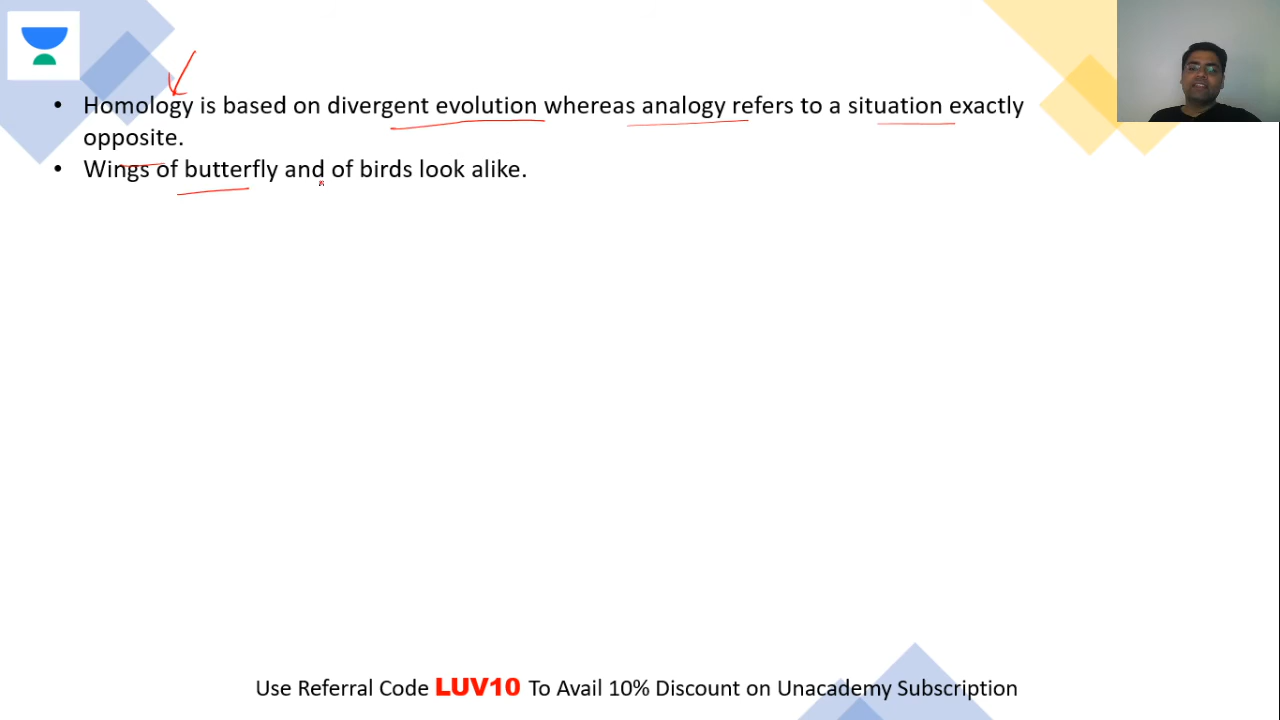 • Homology is based on divergent evolution whereas analogy refers to a situation exactly
opposite.
• Wings of butterfly and of birds look alike.
Use Referral Code LUV10 To Avail 10% Discount on Unacademy Subscription